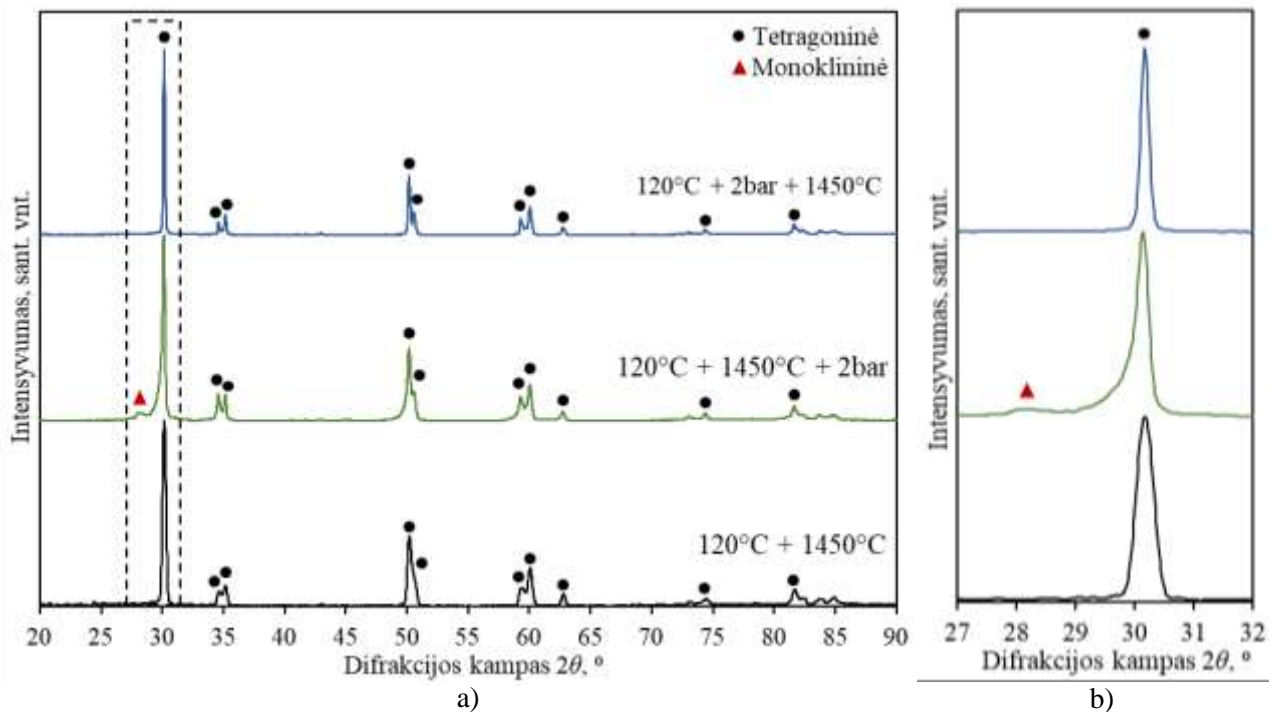 Tetragoninė
Monoklininė
Intensyvumas, sant. vnt.
120°C + 2bar + 1450°C
120°C + 1450°C + 2bar
120°C + 1450°C
20 25 30 35 40 45 50 55 60 65 70 75 80 85 90
Difrakcijos kampas 2θ, º
a)
Intensyvumas, sant. vnt.
27 28 29 30 31 32
Difrakcijos kampas 2θ, º
b)